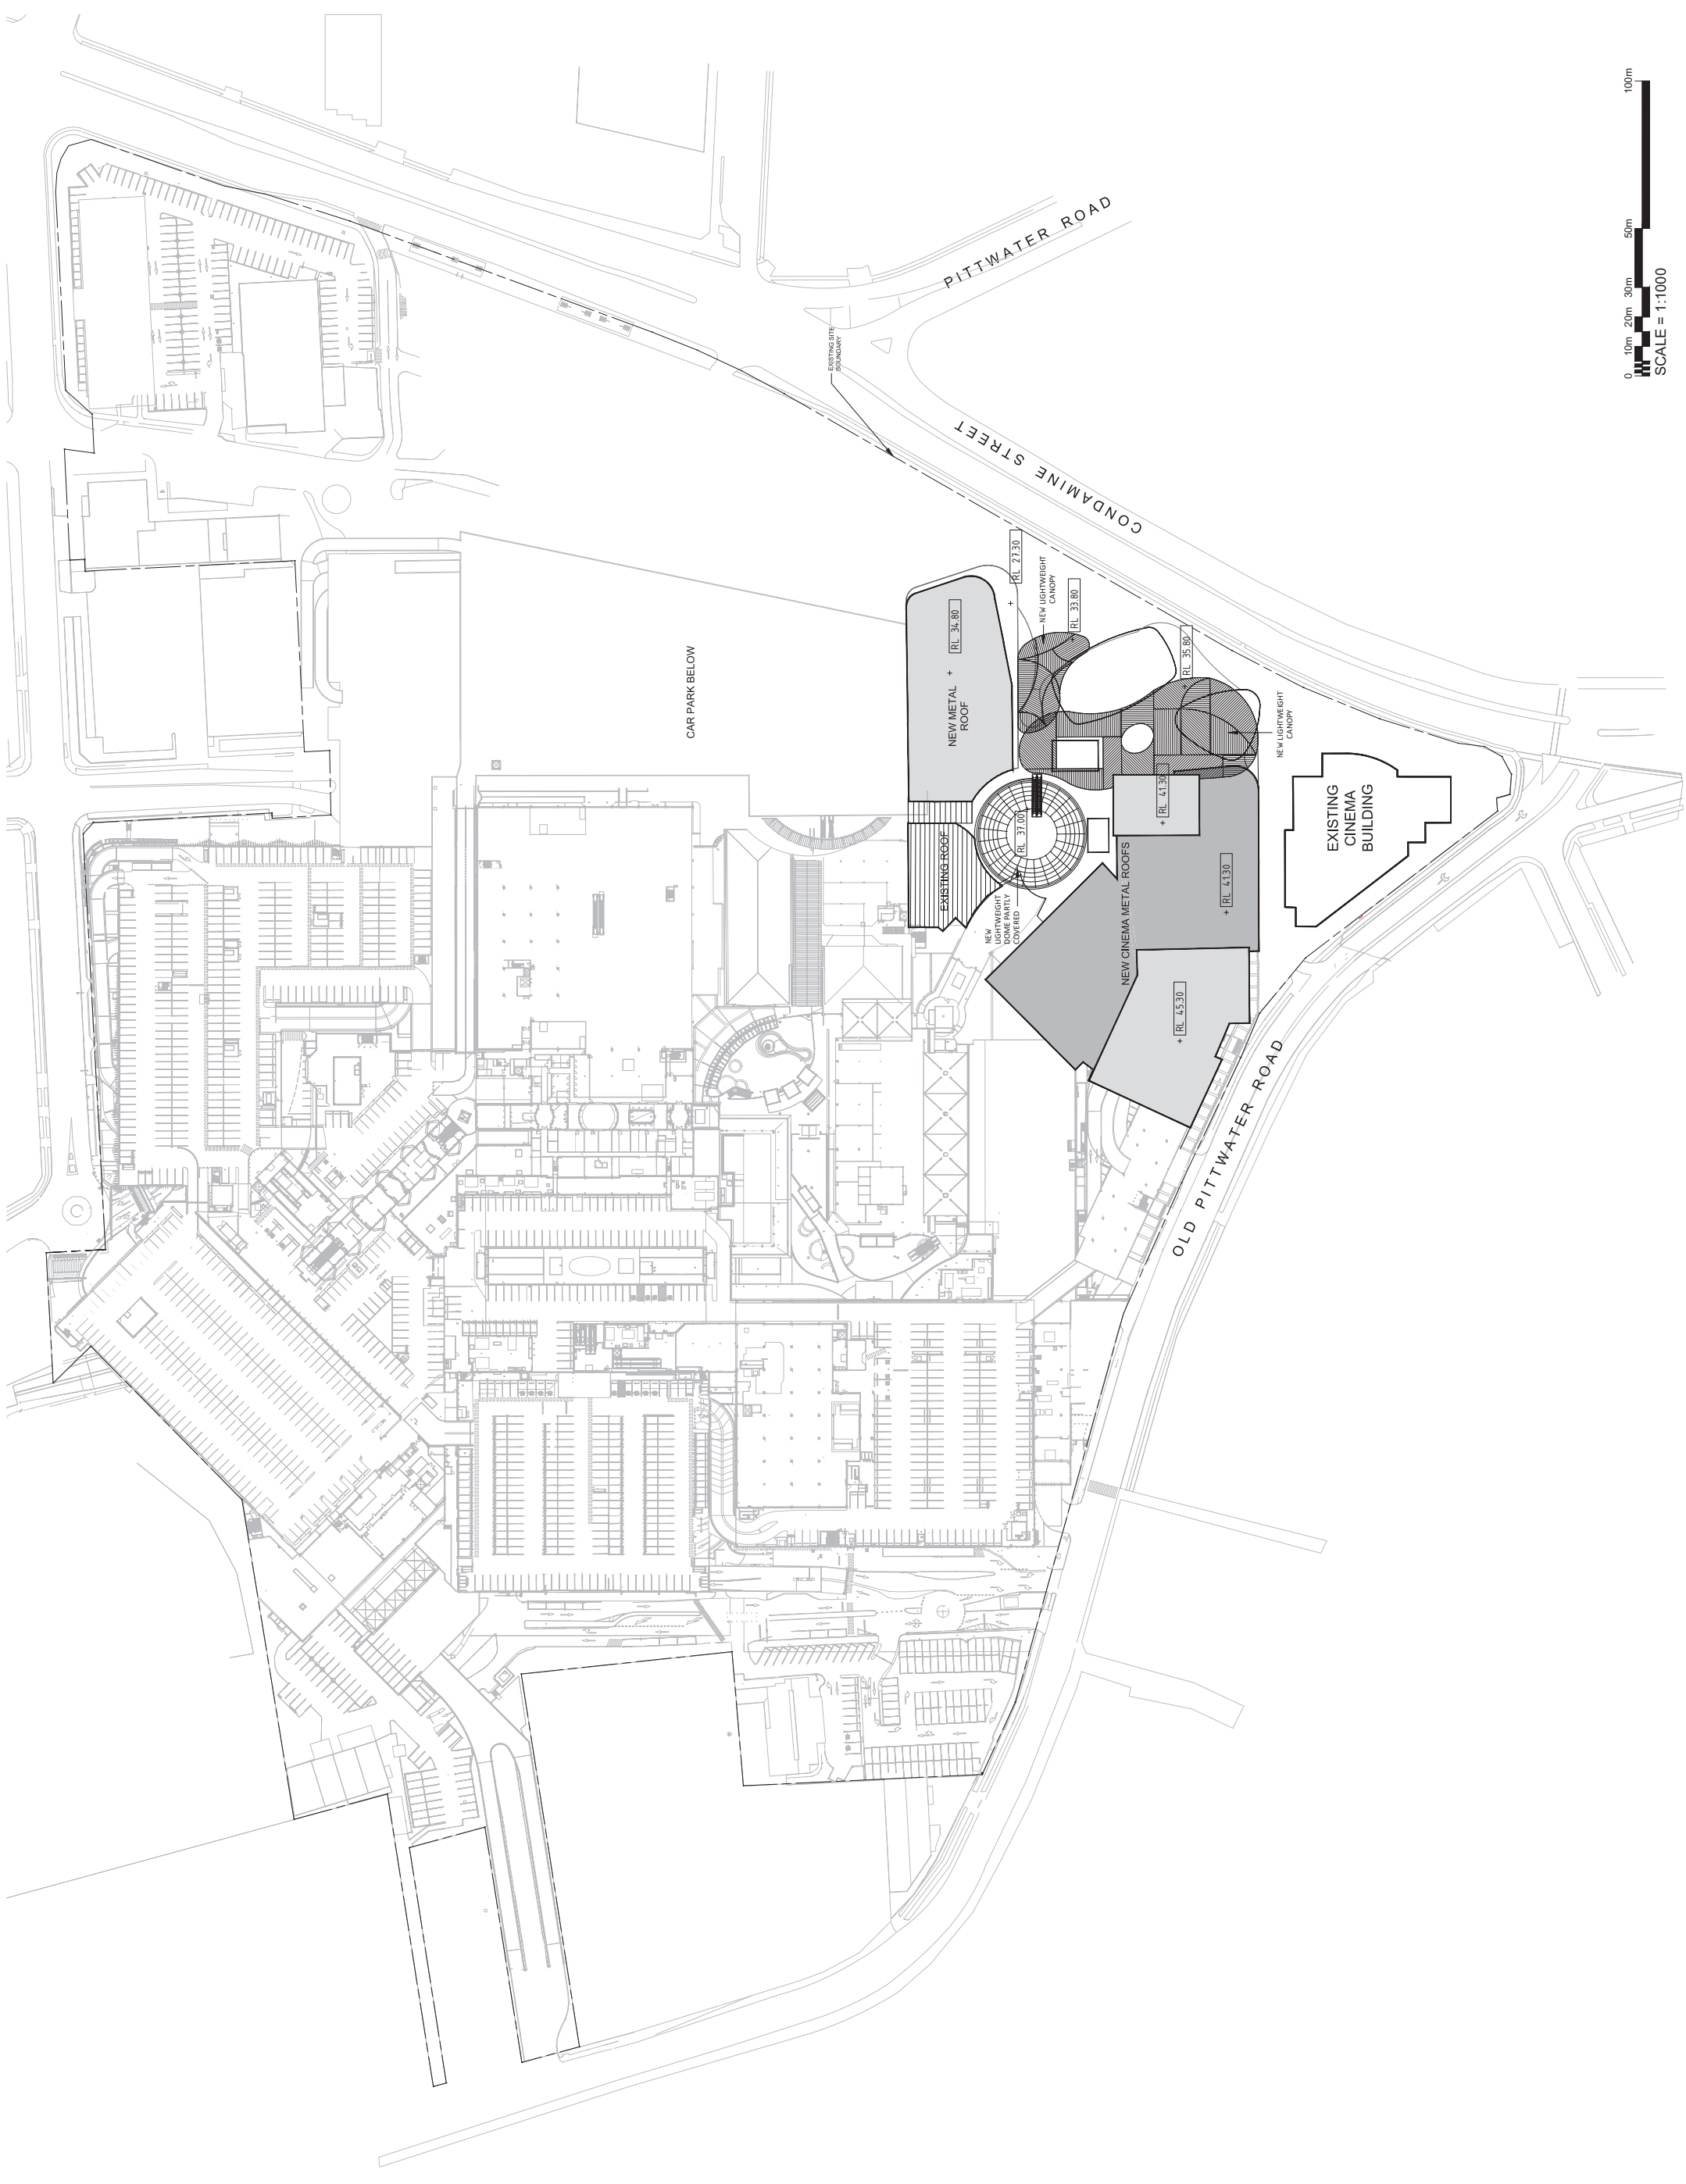 PITTWATER ROAD
EXISTING SITE
BOUNDARY
CONDAMINE STREET
100m
50m
30m
20m
10m
0
SCALE = 1:1000
CAR PARK BELOW
RL 27.30
NEW LIGHTWEIGHT
CANOPY
RL 33.80
RL 34.80
NEW METAL
ROOF
RL 35.80
NEW LIGHTWEIGHT
CANOPY
EXISTING ROOF
RL 37.00
NEW
LIGHTWEIGHT
DOME PARTLY
COVERED
RL 41.30
NEW CINEMA METAL ROOFS
RL 41.30
RL 45.30
EXISTING
CINEMA
BUILDING
OLD PITTWATER ROAD